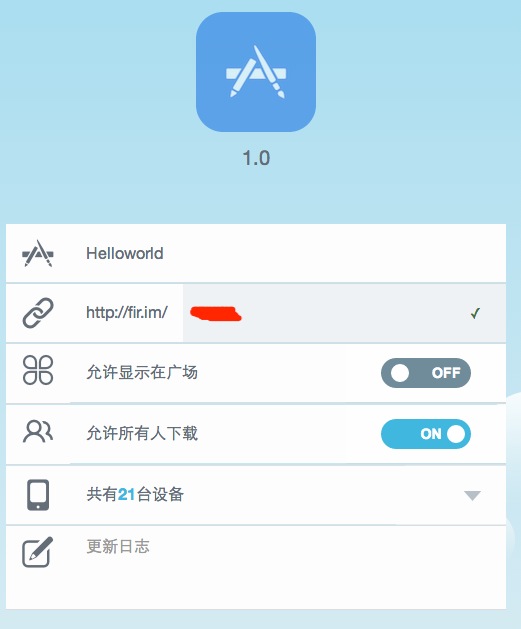 1.0
Helloworld
http://fir.im/
允许显示在广场 OFF
允许所有人下载 ON
共有21台设备
更新日志